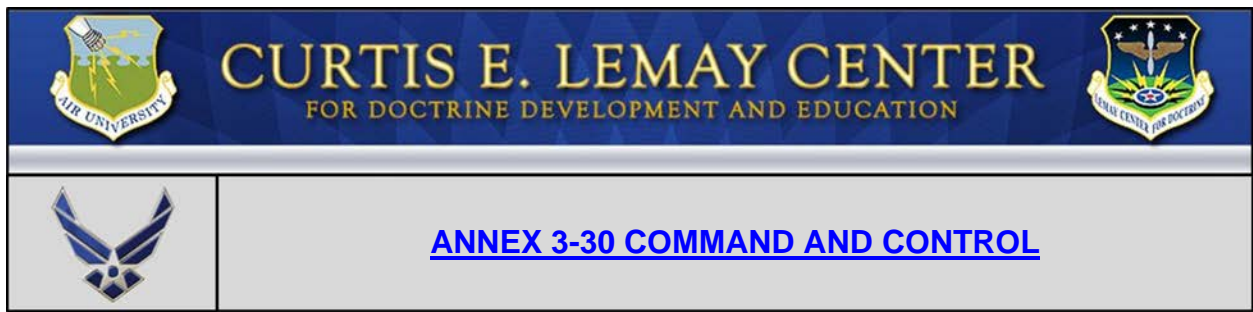 CURTIS E. LEMAY CENTER
FOR DOCTRINE DEVELOPMENT AND EDUCATION
AIR UNIVERSITY
LEMAY CENTER FOR DOCTRINE
ANNEX 3-30 COMMAND AND CONTROL